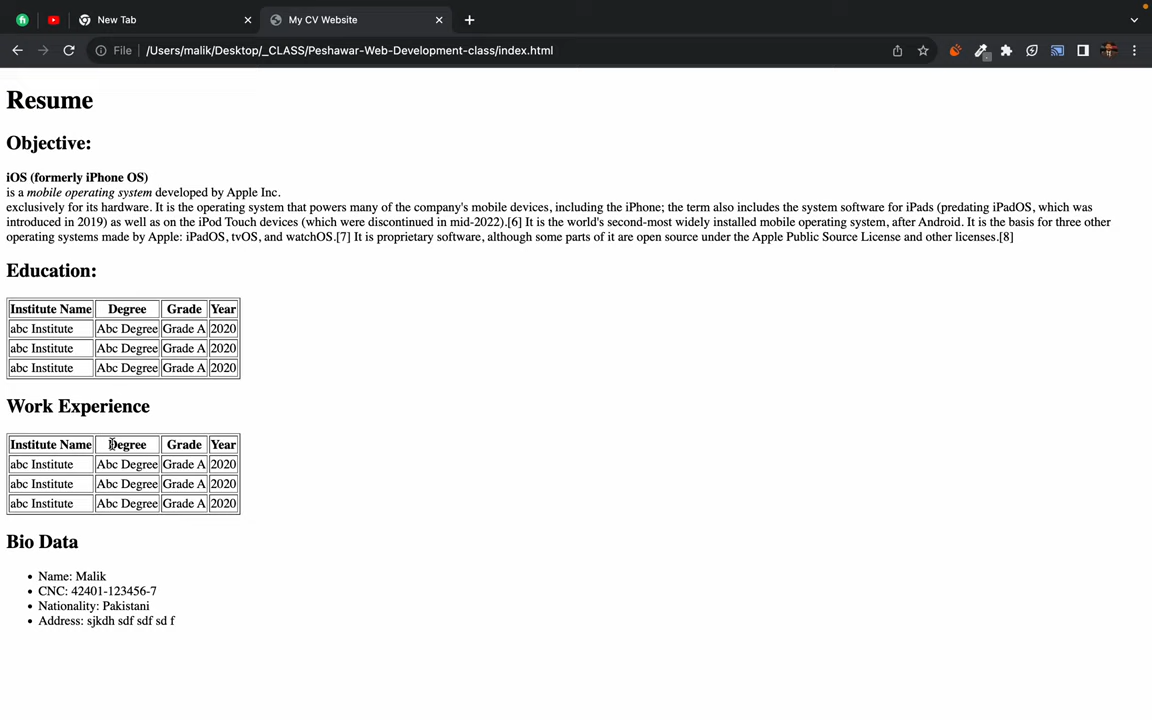 New Tab
My CV Website
File
/Users/malik/Desktop/_CLASS/Peshawar-Web-Development-class/index.html
Resume
Objective:
iOS (formerly iPhone OS)
is a mobile operating system developed by Apple Inc.
exclusively for its hardware. It is the operating system that powers many of the company's mobile devices, including the iPhone; the term also includes the system software for iPads (predating iPadOS, which was
introduced in 2019) as well as on the iPod Touch devices (which were discontinued in mid-2022).[6] It is the world's second-most widely installed mobile operating system, after Android. It is the basis for three other
operating systems made by Apple: iPadOS, tvOS, and watchOS.[7] It is proprietary software, although some parts of it are open source under the Apple Public Source License and other licenses.[8]
Education:
Institute Name Degree Grade Year
abc Institute Abc Degree Grade A 2020
abc Institute Abc Degree Grade A 2020
abc Institute Abc Degree Grade A 2020
Work Experience
Institute Name Degree Grade Year
abc Institute Abc Degree Grade A 2020
abc Institute Abc Degree Grade A 2020
abc Institute Abc Degree Grade A 2020
Bio Data
• Name: Malik
• CNC: 42401-123456-7
• Nationality: Pakistani
• Address: sjkdh sdf sdf sd f